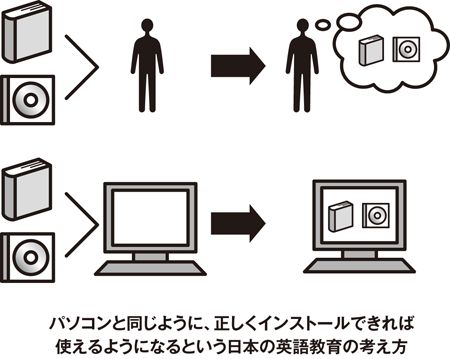 パソコンと同じように、正しくインストールできれば
使えるようになるという日本の英語教育の考え方